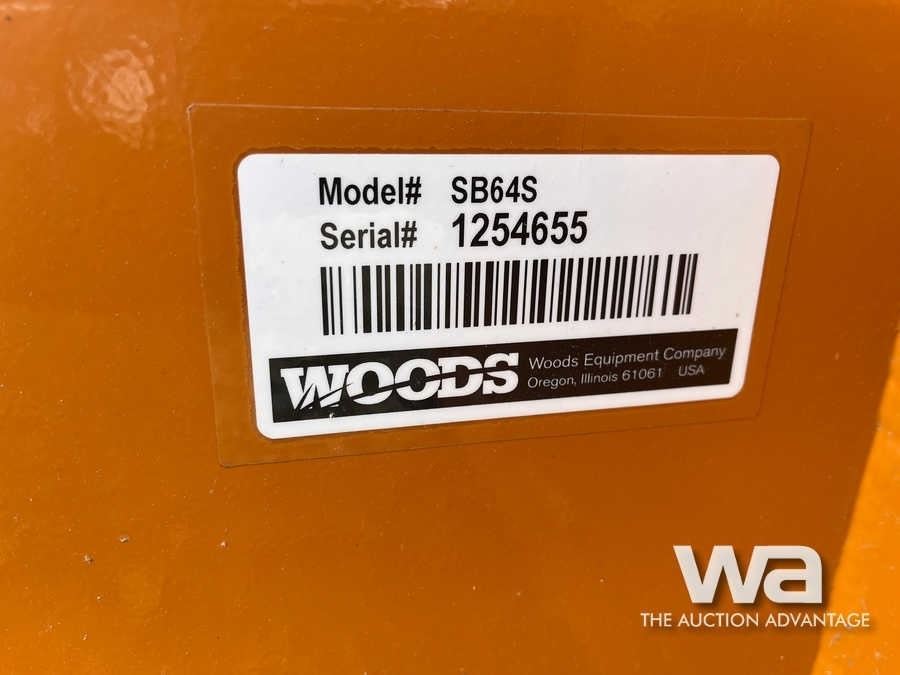 Model# SB64S
Serial# 1254655
WOODS
Woods Equipment Company
Oregon, Illinois 61061 USA
wa
THE AUCTION ADVANTAGE